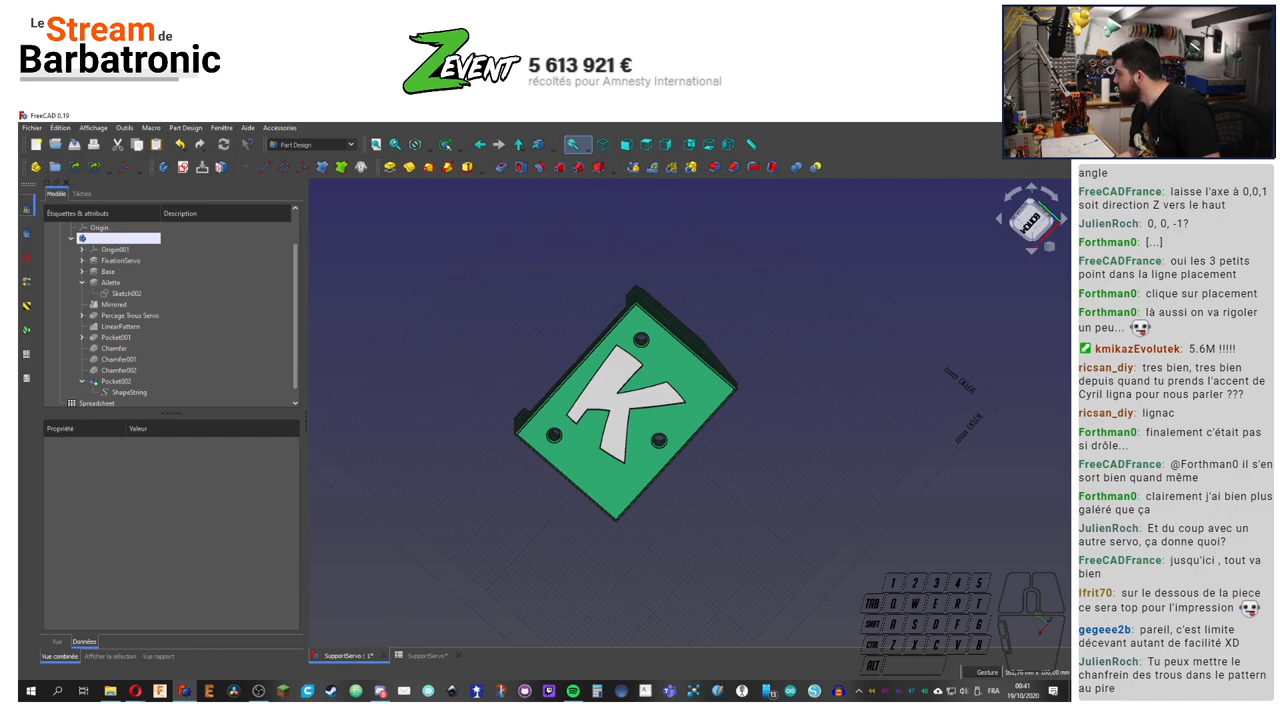 Le Stream de
Barbatronic
ZEVENT
5 613 921 €
récoltés pour Amnesty International
FreeCAD 0.19
Fichier Édition Affichage Outils Macro Part Design Fenêtre Aide Accessoires
Part Design
Modèle Tâches
Étiquettes & attributs Description
Origin
Origin001
FixationServo
Base
Ailette
Sketch002
Mirrored
Percage Trous Servo
LinearPattern
Pocket001
Chamfer
Chamfer001
Chamfer002
Pocket002
ShapeString
Spreadsheet
Propriété Valeur
K
Vue Données
Vue combinée Afficher la sélection Vue rapport
SupportServo : 1*
SupportServo*
1 2 3 4 5
TAB Q W E R T
SHIFT A S D F G
CTRL Z X C V B
ALT
Gesture
00:41
FRA
19/10/2020
angle
FreeCADFrance: laisse l'axe à 0,0,1
soit direction Z vers le haut
JulienRoch: 0, 0, -1?
Forthman0: [...]
FreeCADFrance: oui les 3 petits
point dans la ligne placement
Forthman0: clique sur placement
Forthman0: là aussi on va rigoler
un peu...
kmikazEvolutek: 5.6M !!!!!
ricsan_diy: tres bien, tres bien
depuis quand tu prends l'accent de
Cyril ligna pour nous parler ???
ricsan_diy: lignac
Forthman0: finalement c'était pas
si drôle...
FreeCADFrance: @Forthman0 il s'en
sort bien quand même
Forthman0: clairement j'ai bien plus
galéré que ça
JulienRoch: Et du coup avec un
autre servo, ça donne quoi?
FreeCADFrance: jusqu'ici , tout va
bien
Ifrit70: sur le dessous de la piece
ce sera top pour l'impression
gegeee2b: pareil, c'est limite
décevant autant de facilité XD
JulienRoch: Tu peux mettre le
chanfrein des trous dans le pattern
au pire